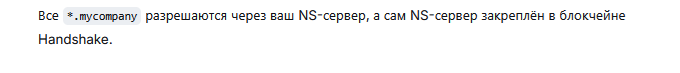 Все *.mycompany разрешаются через ваш NS-сервер, а сам NS-сервер закреплён в блокчейне
Handshake.